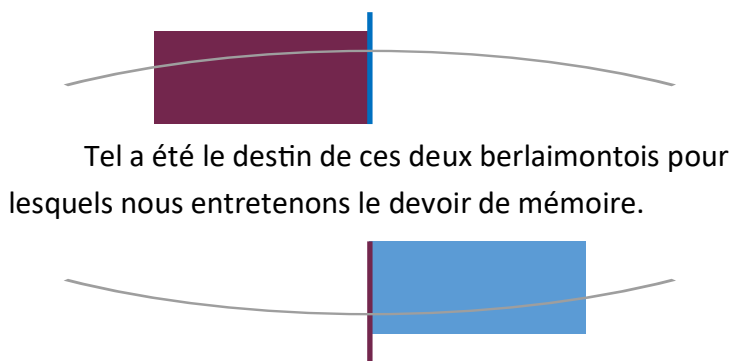 Tel a été le destin de ces deux berlaimontois pour
lesquels nous entretenons le devoir de mémoire.